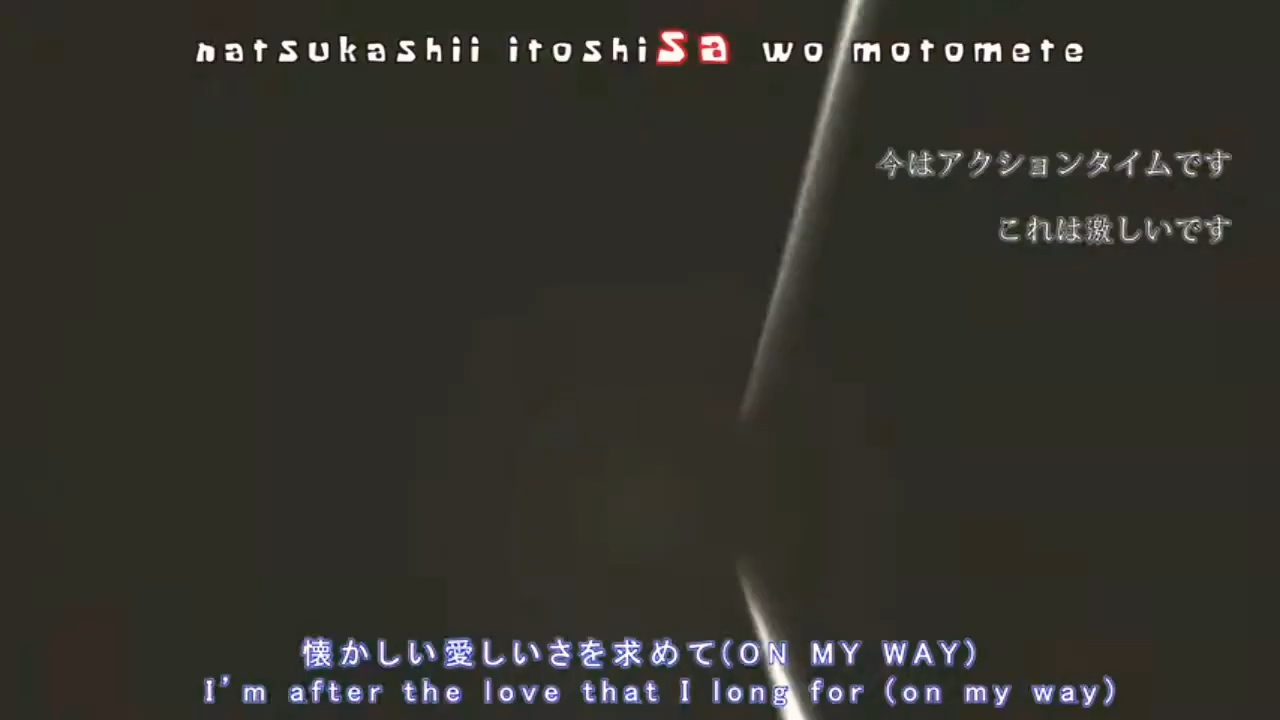 natsukashii itoshisa wo motomete
今はアクションタイムです
これは激しいです
懐かしい愛しいさを求めて(ON MY WAY)
I'm after the love that I long for (on my way)